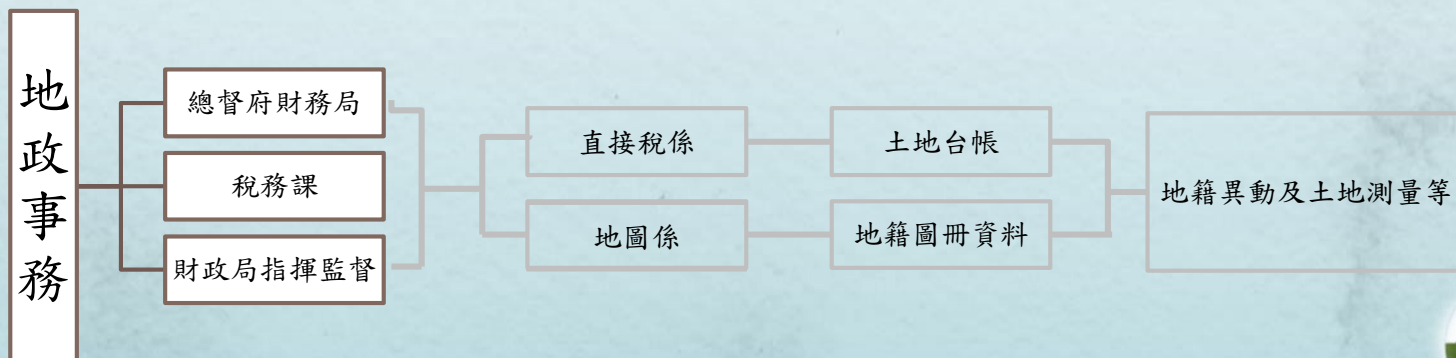 地政事務
總督府財務局
稅務課
財政局指揮監督
直接稅係
地圖係
土地台帳
地籍圖冊資料
地籍異動及土地測量等